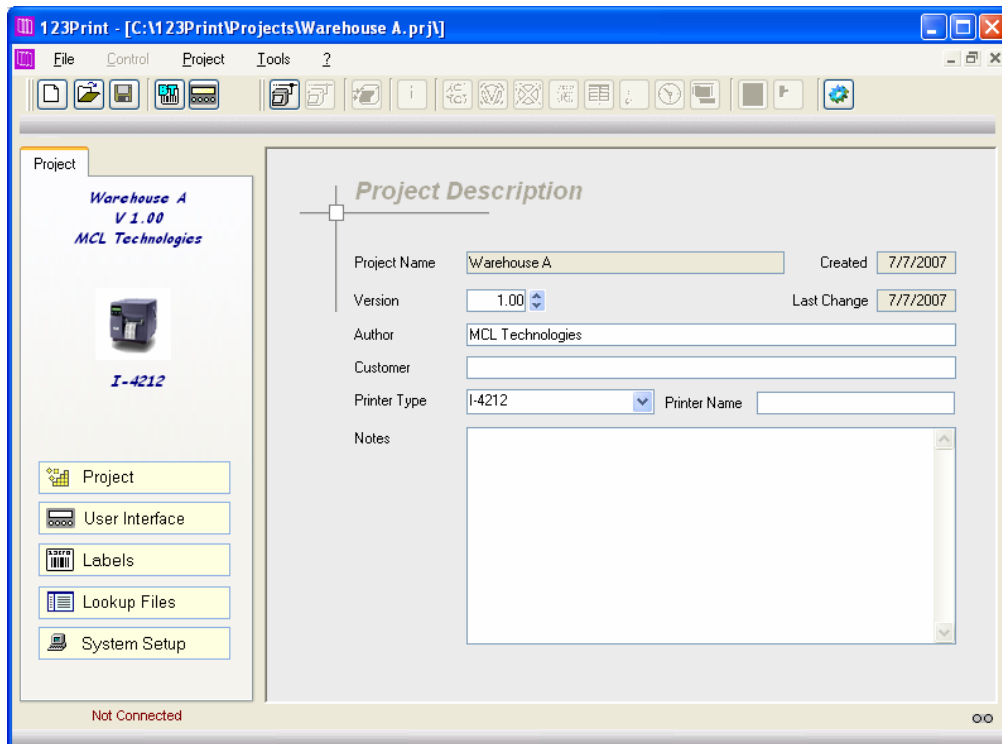 123Print - [C:\123Print\Projects\Warehouse A.prj\]
File Control Project Tools ?
Project
Warehouse A
V 1.00
MCL Technologies
I-4212
Project
User Interface
Labels
Lookup Files
System Setup
Not Connected
Project Description
Project Name Warehouse A Created 7/7/2007
Version 1.00 Last Change 7/7/2007
Author MCL Technologies
Customer
Printer Type I-4212 Printer Name
Notes